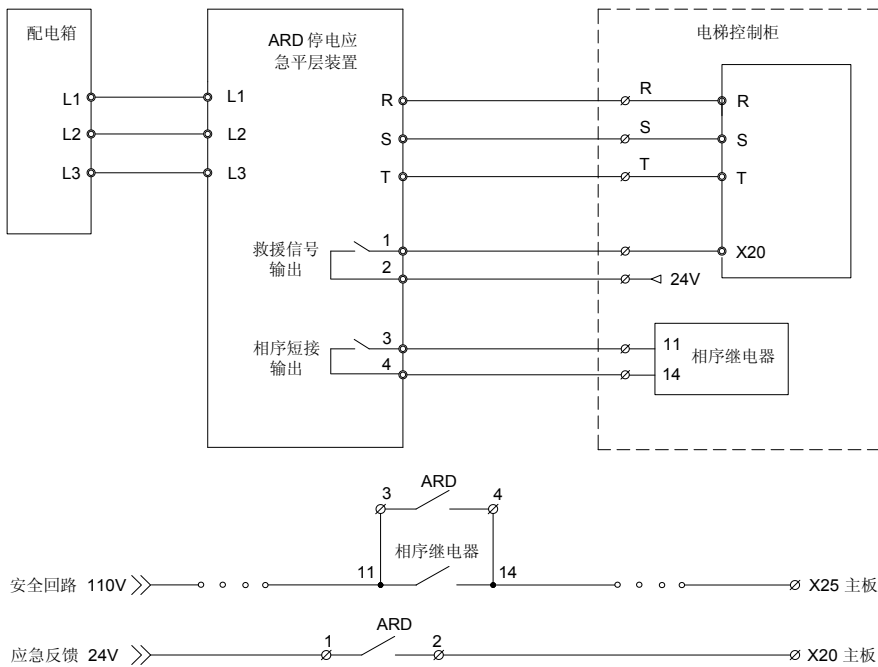 配电箱
ARD 停电应
急平层装置
电梯控制柜
L1
L1
R
R
R
L2
L2
S
S
S
L3
L3
T
T
T
救援信号
输出
1
2
X20
24V
相序短接
输出
3
4
11
14
相序继电器
ARD
3
4
相序继电器
安全回路 110V
11
14
X25 主板
ARD
应急反馈 24V
1
2
X20 主板